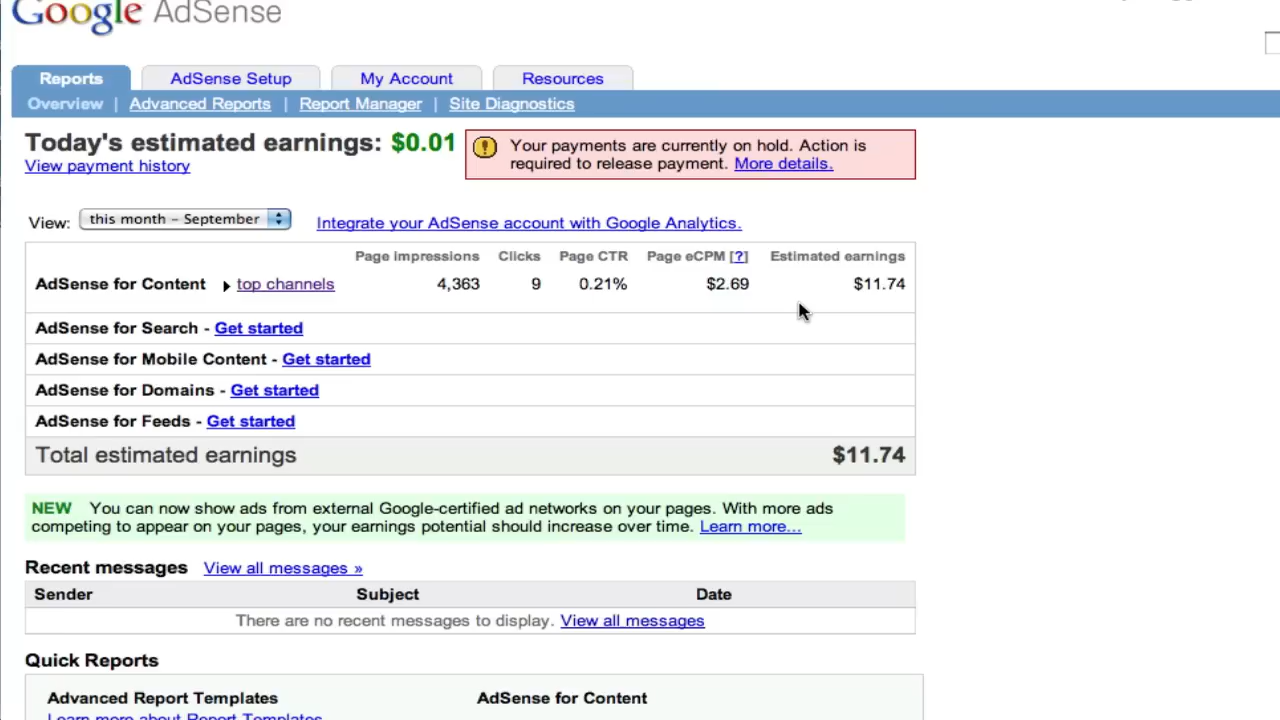 Google AdSense
Reports AdSense Setup My Account Resources
Overview | Advanced Reports | Report Manager | Site Diagnostics
Today's estimated earnings: $0.01
View payment history
Your payments are currently on hold. Action is
required to release payment. More details.
View: this month – September Integrate your AdSense account with Google Analytics.
Page impressions Clicks Page CTR Page eCPM [?] Estimated earnings
AdSense for Content top channels 4,363 9 0.21% $2.69 $11.74
AdSense for Search - Get started
AdSense for Mobile Content - Get started
AdSense for Domains - Get started
AdSense for Feeds - Get started
Total estimated earnings $11.74
NEW You can now show ads from external Google-certified ad networks on your pages. With more ads
competing to appear on your pages, your earnings potential should increase over time. Learn more...
Recent messages View all messages »
Sender Subject Date
There are no recent messages to display. View all messages
Quick Reports
Advanced Report Templates AdSense for Content
Learn more about Report Templates